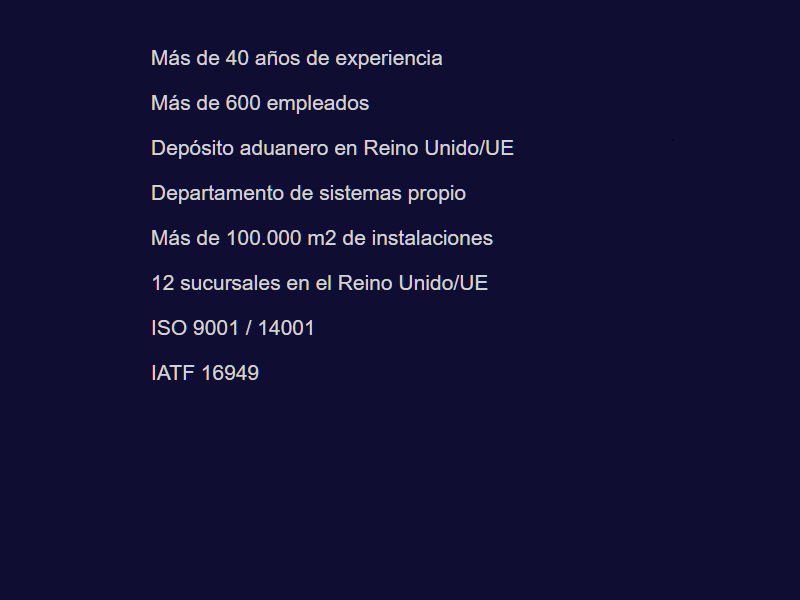 Más de 40 años de experiencia
Más de 600 empleados
Depósito aduanero en Reino Unido/UE
Departamento de sistemas propio
Más de 100.000 m2 de instalaciones
12 sucursales en el Reino Unido/UE
ISO 9001 / 14001
IATF 16949